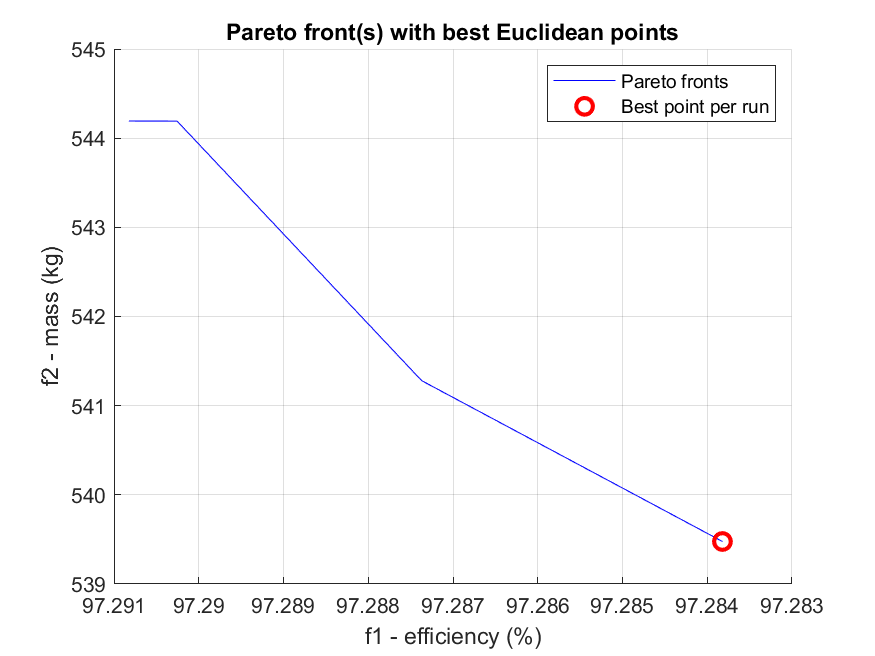 Pareto front(s) with best Euclidean points
545
544
543
542
541
540
539
f2 - mass (kg)
Pareto fronts
Best point per run
97.291 97.29 97.289 97.288 97.287 97.286 97.285 97.284 97.283
f1 - efficiency (%)